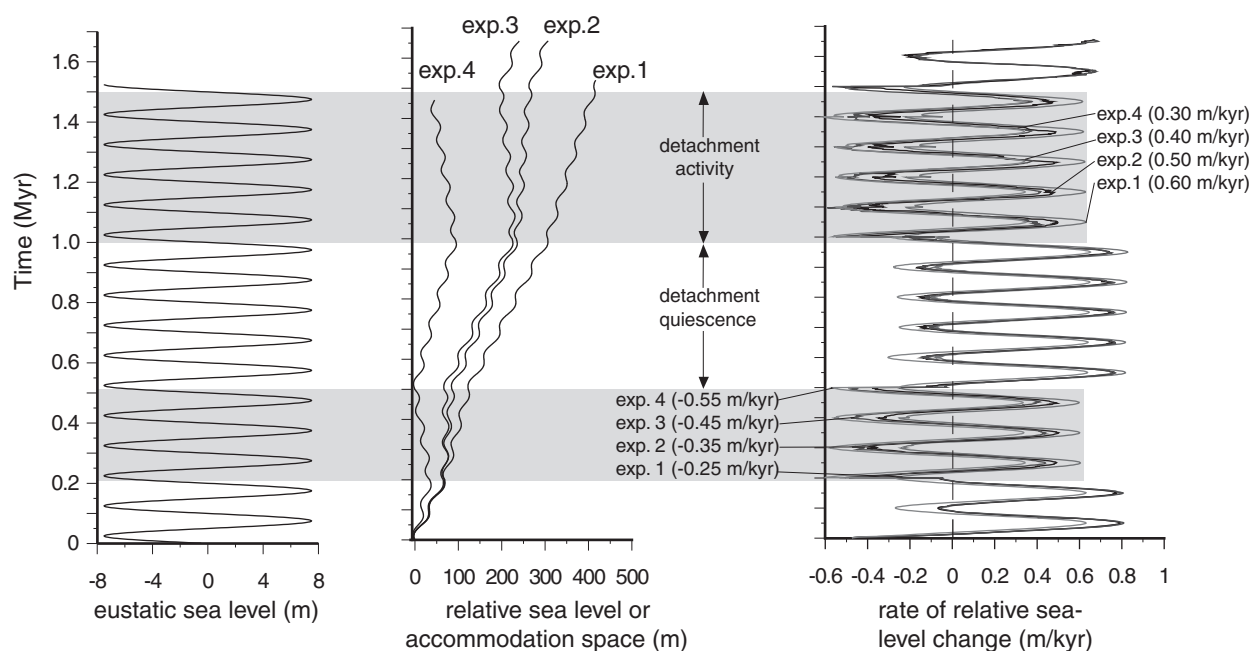 Time (Myr)
1.6
1.4
1.2
1.0
0.8
0.6
0.4
0.2
0
-8 -4 0 4 8
eustatic sea level (m)
exp.3 exp.2
exp.4 exp.1
detachment
activity
detachment
quiescence
0 100 200 300 400 500
relative sea level or
accommodation space (m)
exp.4 (0.30 m/kyr)
exp.3 (0.40 m/kyr)
exp.2 (0.50 m/kyr)
exp.1 (0.60 m/kyr)
exp. 4 (-0.55 m/kyr)
exp. 3 (-0.45 m/kyr)
exp. 2 (-0.35 m/kyr)
exp. 1 (-0.25 m/kyr)
-0.6 -0.2 0 0.2 0.4 0.6 0.8 1
rate of relative sea-
level change (m/kyr)